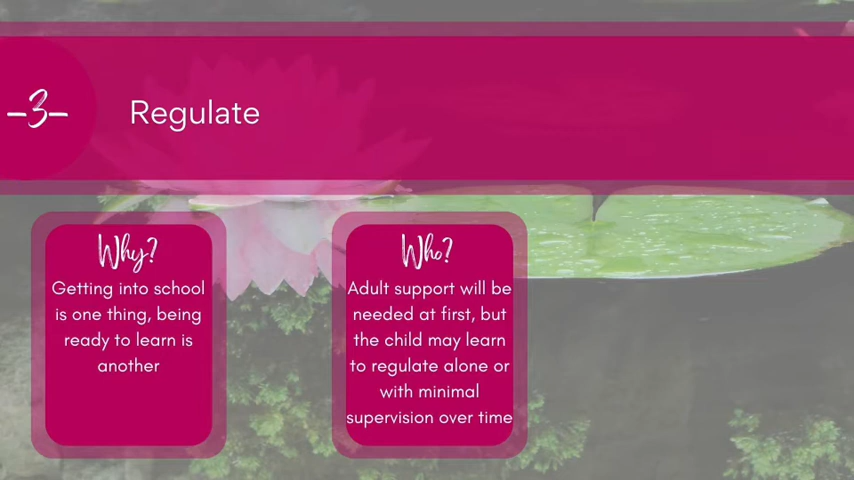 -3-
Regulate
Why?
Getting into school
is one thing, being
ready to learn is
another
Who?
Adult support will be
needed at first, but
the child may learn
to regulate alone or
with minimal
supervision over time